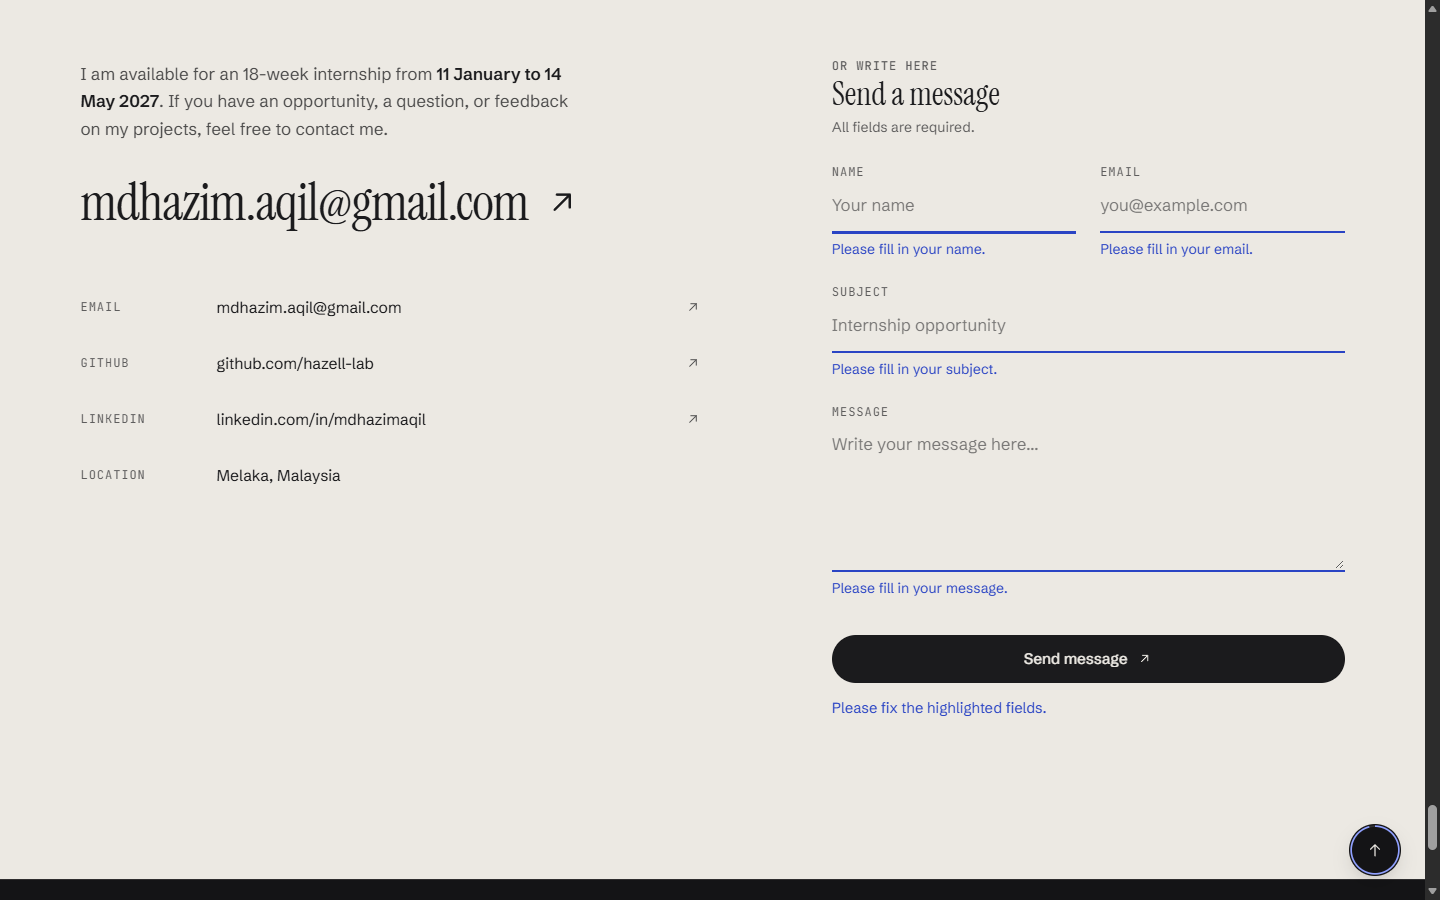 I am available for an 18-week internship from 11 January to 14
May 2027. If you have an opportunity, a question, or feedback
on my projects, feel free to contact me.
mdhazim.aqil@gmail.com
EMAIL mdhazim.aqil@gmail.com
GITHUB github.com/hazell-lab
LINKEDIN linkedin.com/in/mdhazimaqil
LOCATION Melaka, Malaysia
OR WRITE HERE
Send a message
All fields are required.
NAME EMAIL
Your name you@example.com
Please fill in your name. Please fill in your email.
SUBJECT
Internship opportunity
Please fill in your subject.
MESSAGE
Write your message here...
Please fill in your message.
Send message
Please fix the highlighted fields.